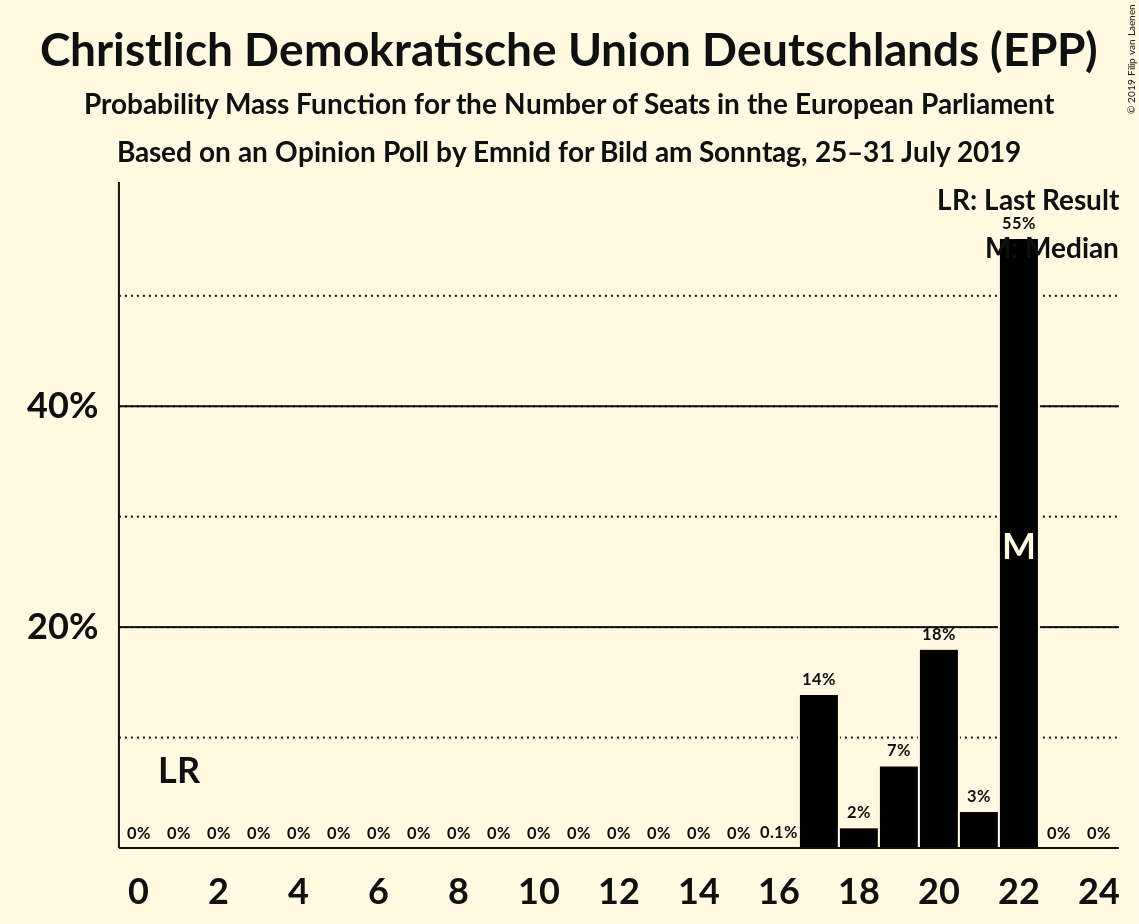 Christlich Demokratische Union Deutschlands (EPP)
Probability Mass Function for the Number of Seats in the European Parliament
Based on an Opinion Poll by Emnid for Bild am Sonntag, 25–31 July 2019
© 2019 Filip van Laenen
LR: Last Result
55%
M: Median
40%
M
20%
18%
14%
7%
LR
3%
2%
0% 0% 0% 0% 0% 0% 0% 0% 0% 0% 0% 0% 0% 0% 0% 0% 0.1% 0% 0%
0 2 4 6 8 10 12 14 16 18 20 22 24